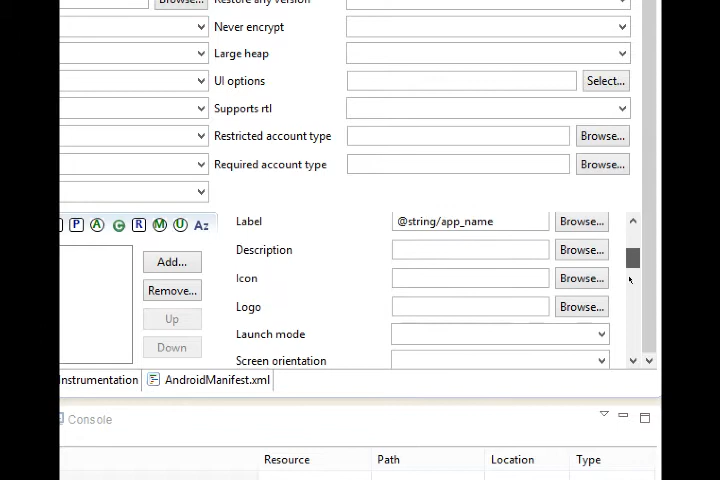 Browse...
Restore any version
Never encrypt
Large heap
UI options
Select...
Supports rtl
Restricted account type
Browse...
Required account type
Browse...
Label
@string/app_name
Browse...
P A C R M U Az
Description
Browse...
Add...
Icon
Browse...
Remove...
Logo
Browse...
Up
Launch mode
Down
Screen orientation
Instrumentation
AndroidManifest.xml
Console
Resource
Path
Location
Type